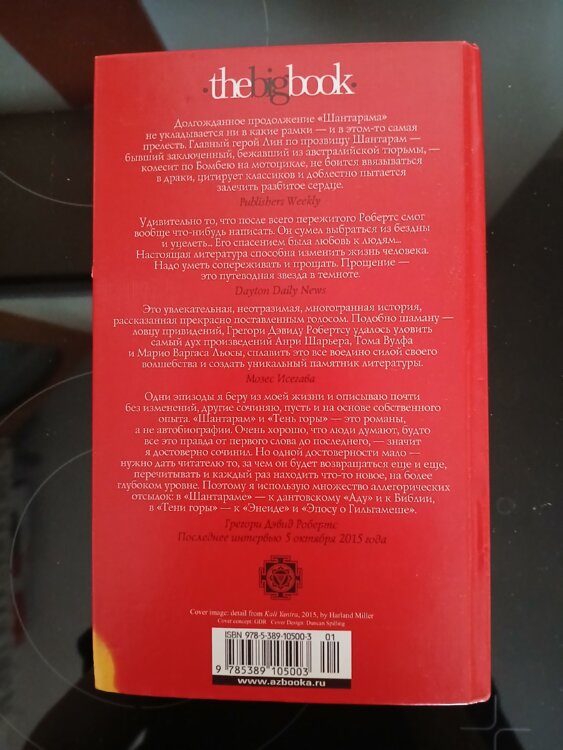 ·thebigbook·
Долгожданное продолжение «Шантарама»
не укладывается ни в какие рамки — и в этом-то самая
прелесть. Главный герой Лин по прозвищу Шантарам —
бывший заключенный, бежавший из австралийской тюрьмы, —
колесит по Бомбею на мотоцикле, не боится ввязываться
в драки, цитирует классиков и доблестно пытается
залечить разбитое сердце.
Publishers Weekly
Удивительно то, что после всего пережитого Робертс смог
вообще что-нибудь написать. Он сумел выбраться из бездны
и уцелеть... Его спасением была любовь к людям...
Настоящая литература способна изменить жизнь человека.
Надо уметь сопереживать и прощать. Прощение —
это путеводная звезда в темноте.
Dayton Daily News
Это увлекательная, неотразимая, многогранная история,
рассказанная прекрасно поставленным голосом. Подобно шаману —
ловцу привидений, Грегори Дэвиду Робертсу удалось уловить
самый дух произведений Анри Шарьера, Тома Вулфа
и Марио Варгаса Льосы, сплавить это все воедино силой своего
волшебства и создать уникальный памятник литературы.
Мозес Исегава
Одни эпизоды я беру из моей жизни и описываю почти
без изменений, другие сочиняю, пусть и на основе собственного
опыта. «Шантарам» и «Тень горы» — это романы,
а не автобиографии. Очень хорошо, что люди думают, будто
все это правда от первого слова до последнего, — значит
я достоверно сочинил. Но одной достоверности мало —
нужно дать читателю то, за чем он будет возвращаться еще и еще,
перечитывать и каждый раз находить что-то новое, на более
глубоком уровне. Поэтому я использую множество аллегорических
отсылок: в «Шантараме» — к дантовскому «Аду» и к Библии,
в «Тени горы» — к «Энеиде» и «Эпосу о Гильгамеше».
Грегори Дэвид Робертс
Последнее интервью 5 октября 2015 года
Cover image: detail from Kali Yantra, 2015, by Harland Miller
Cover concept: GDR Cover Design: Duncan Spilling
ISBN 978-5-389-10500-3 01
9 785389 105003
www.azbooka.ru